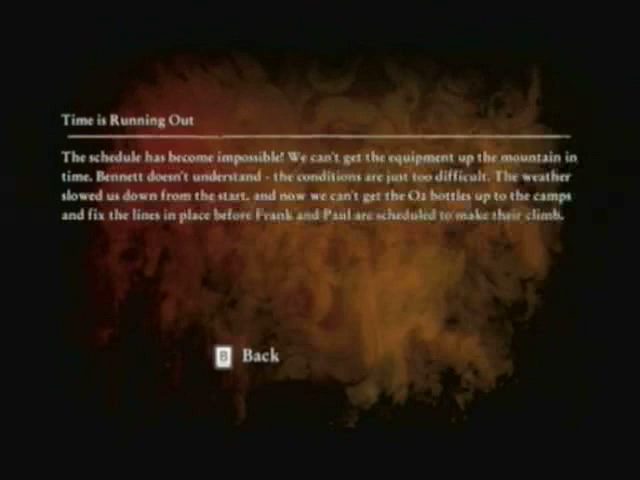 Time is Running Out
The schedule has become impossible! We can't get the equipment up the mountain in
time. Bennett doesn't understand - the conditions are just too difficult. The weather
slowed us down from the start, and now we can't get the O2 bottles up to the camps
and fix the lines in place before Frank and Paul are scheduled to make their climb.
B Back